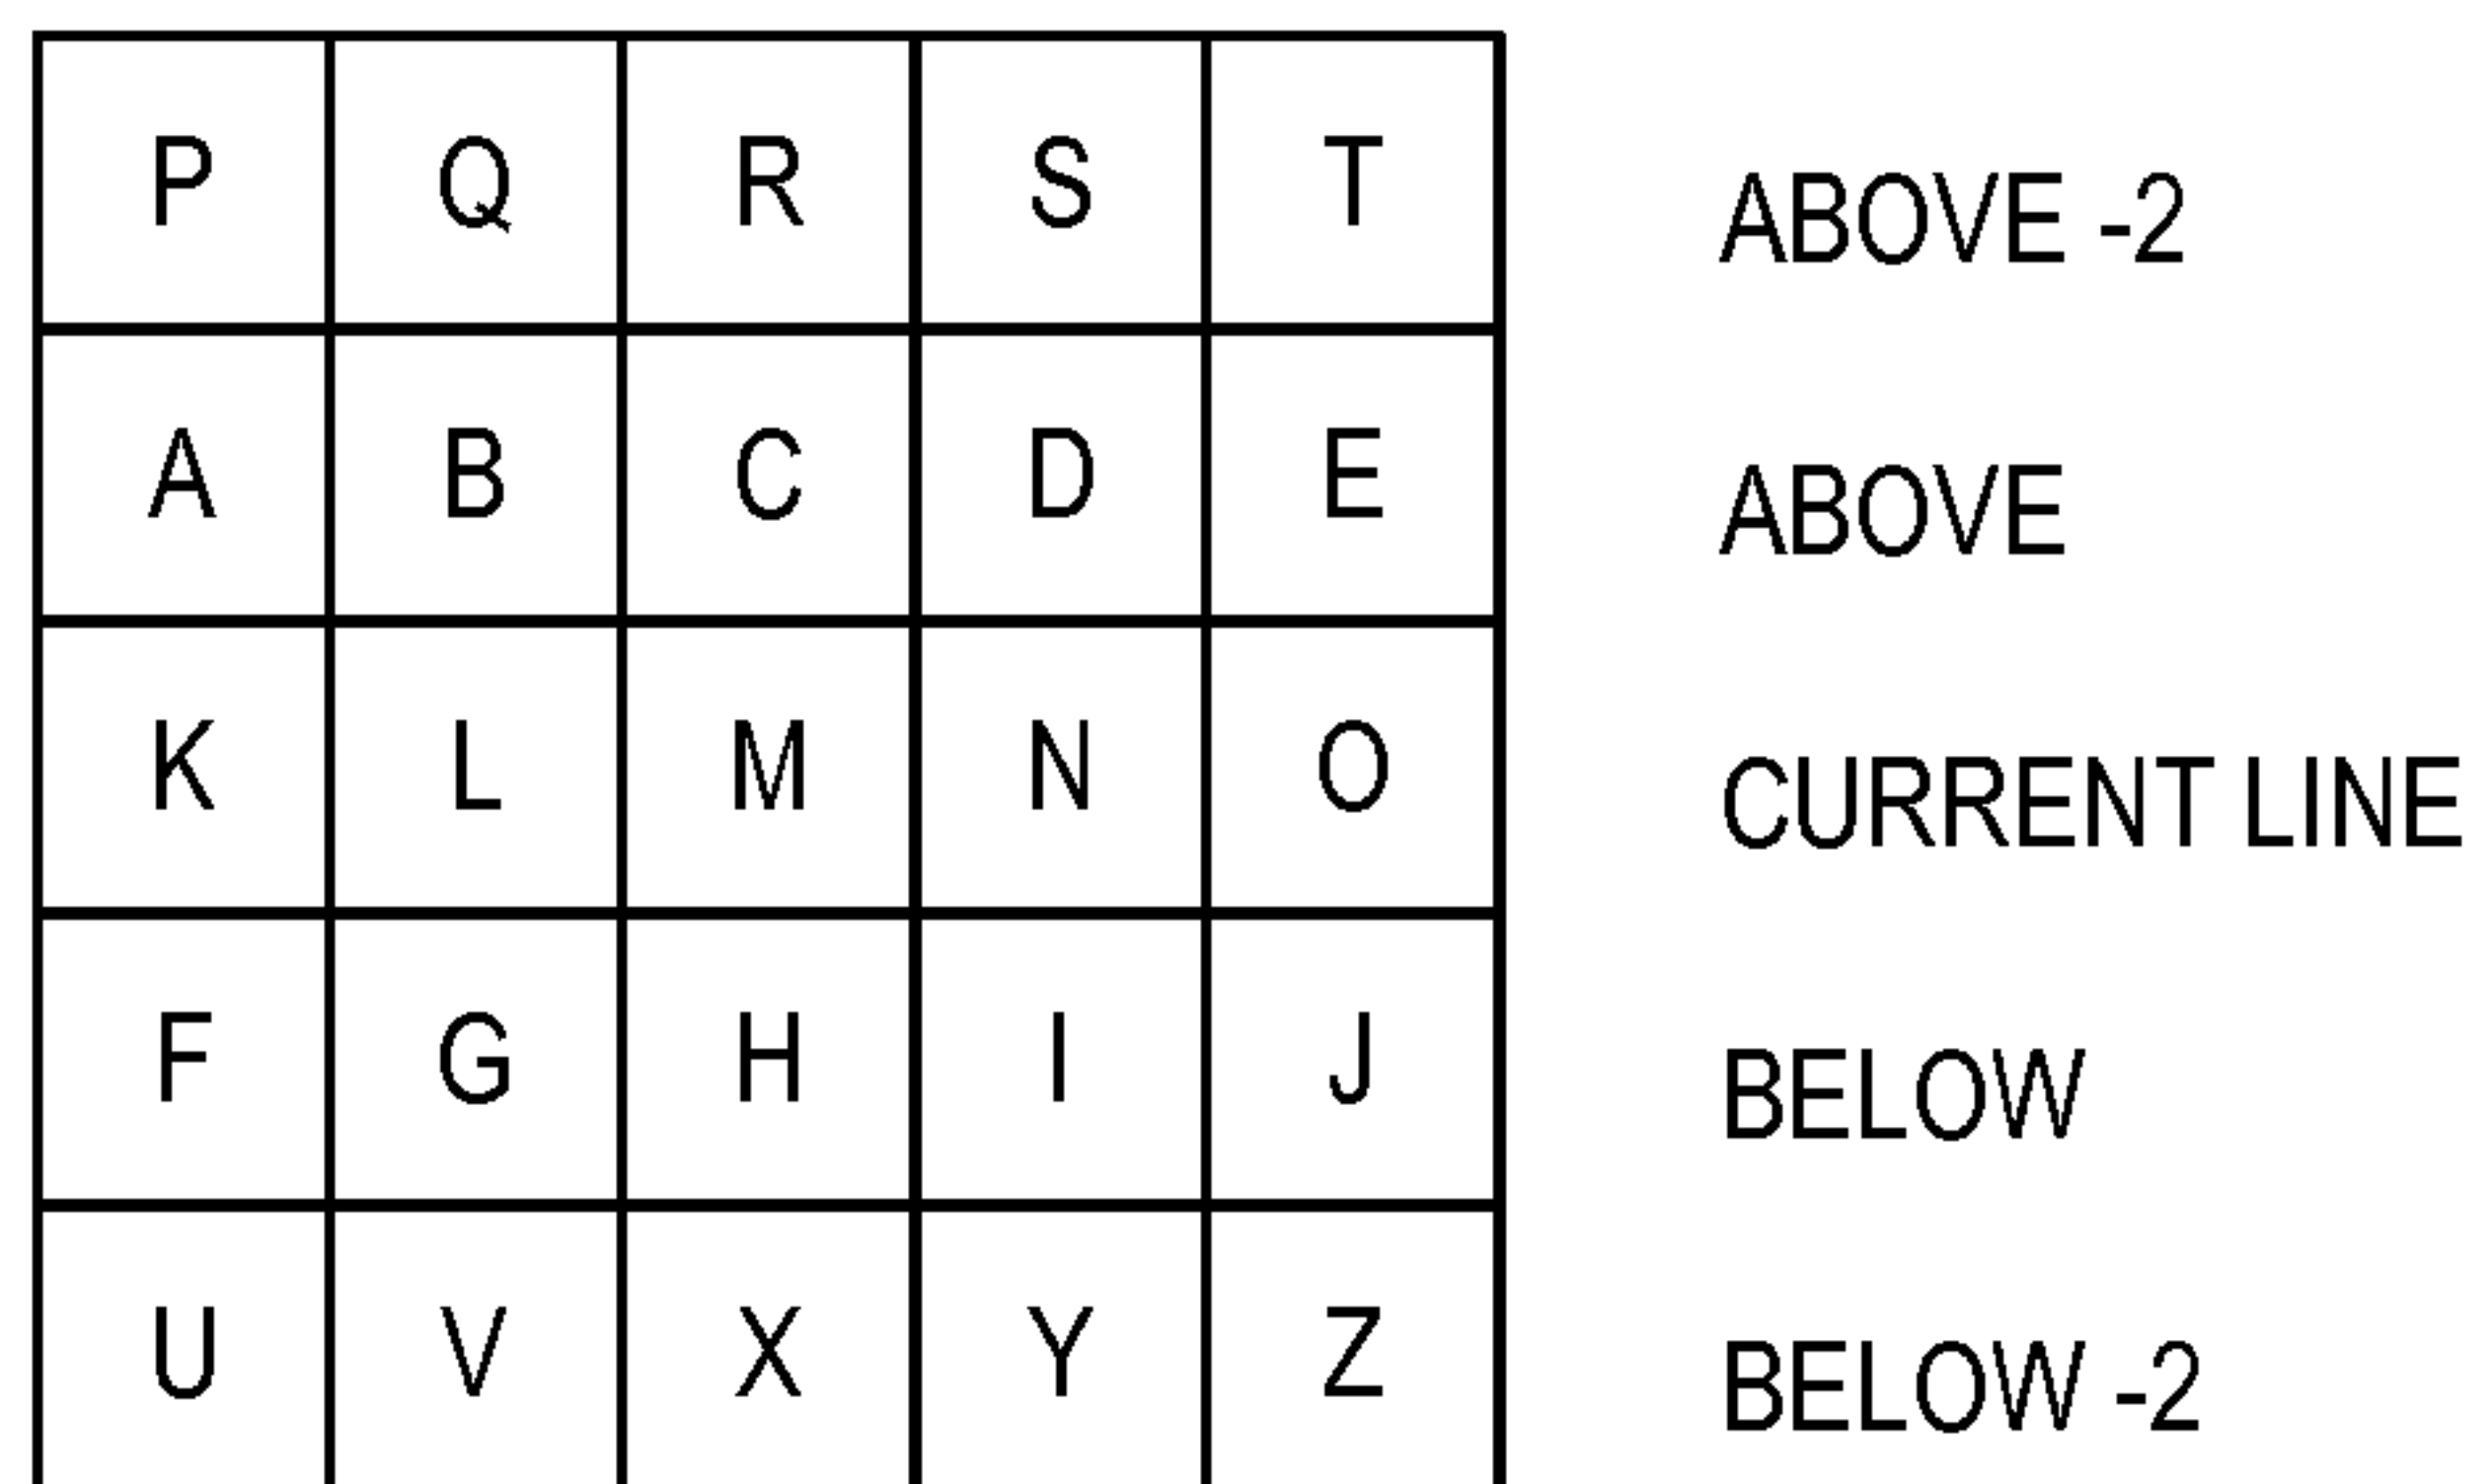 P Q R S T ABOVE -2
A B C D E ABOVE
K L M N O CURRENT LINE
F G H I J BELOW
U V X Y Z BELOW -2